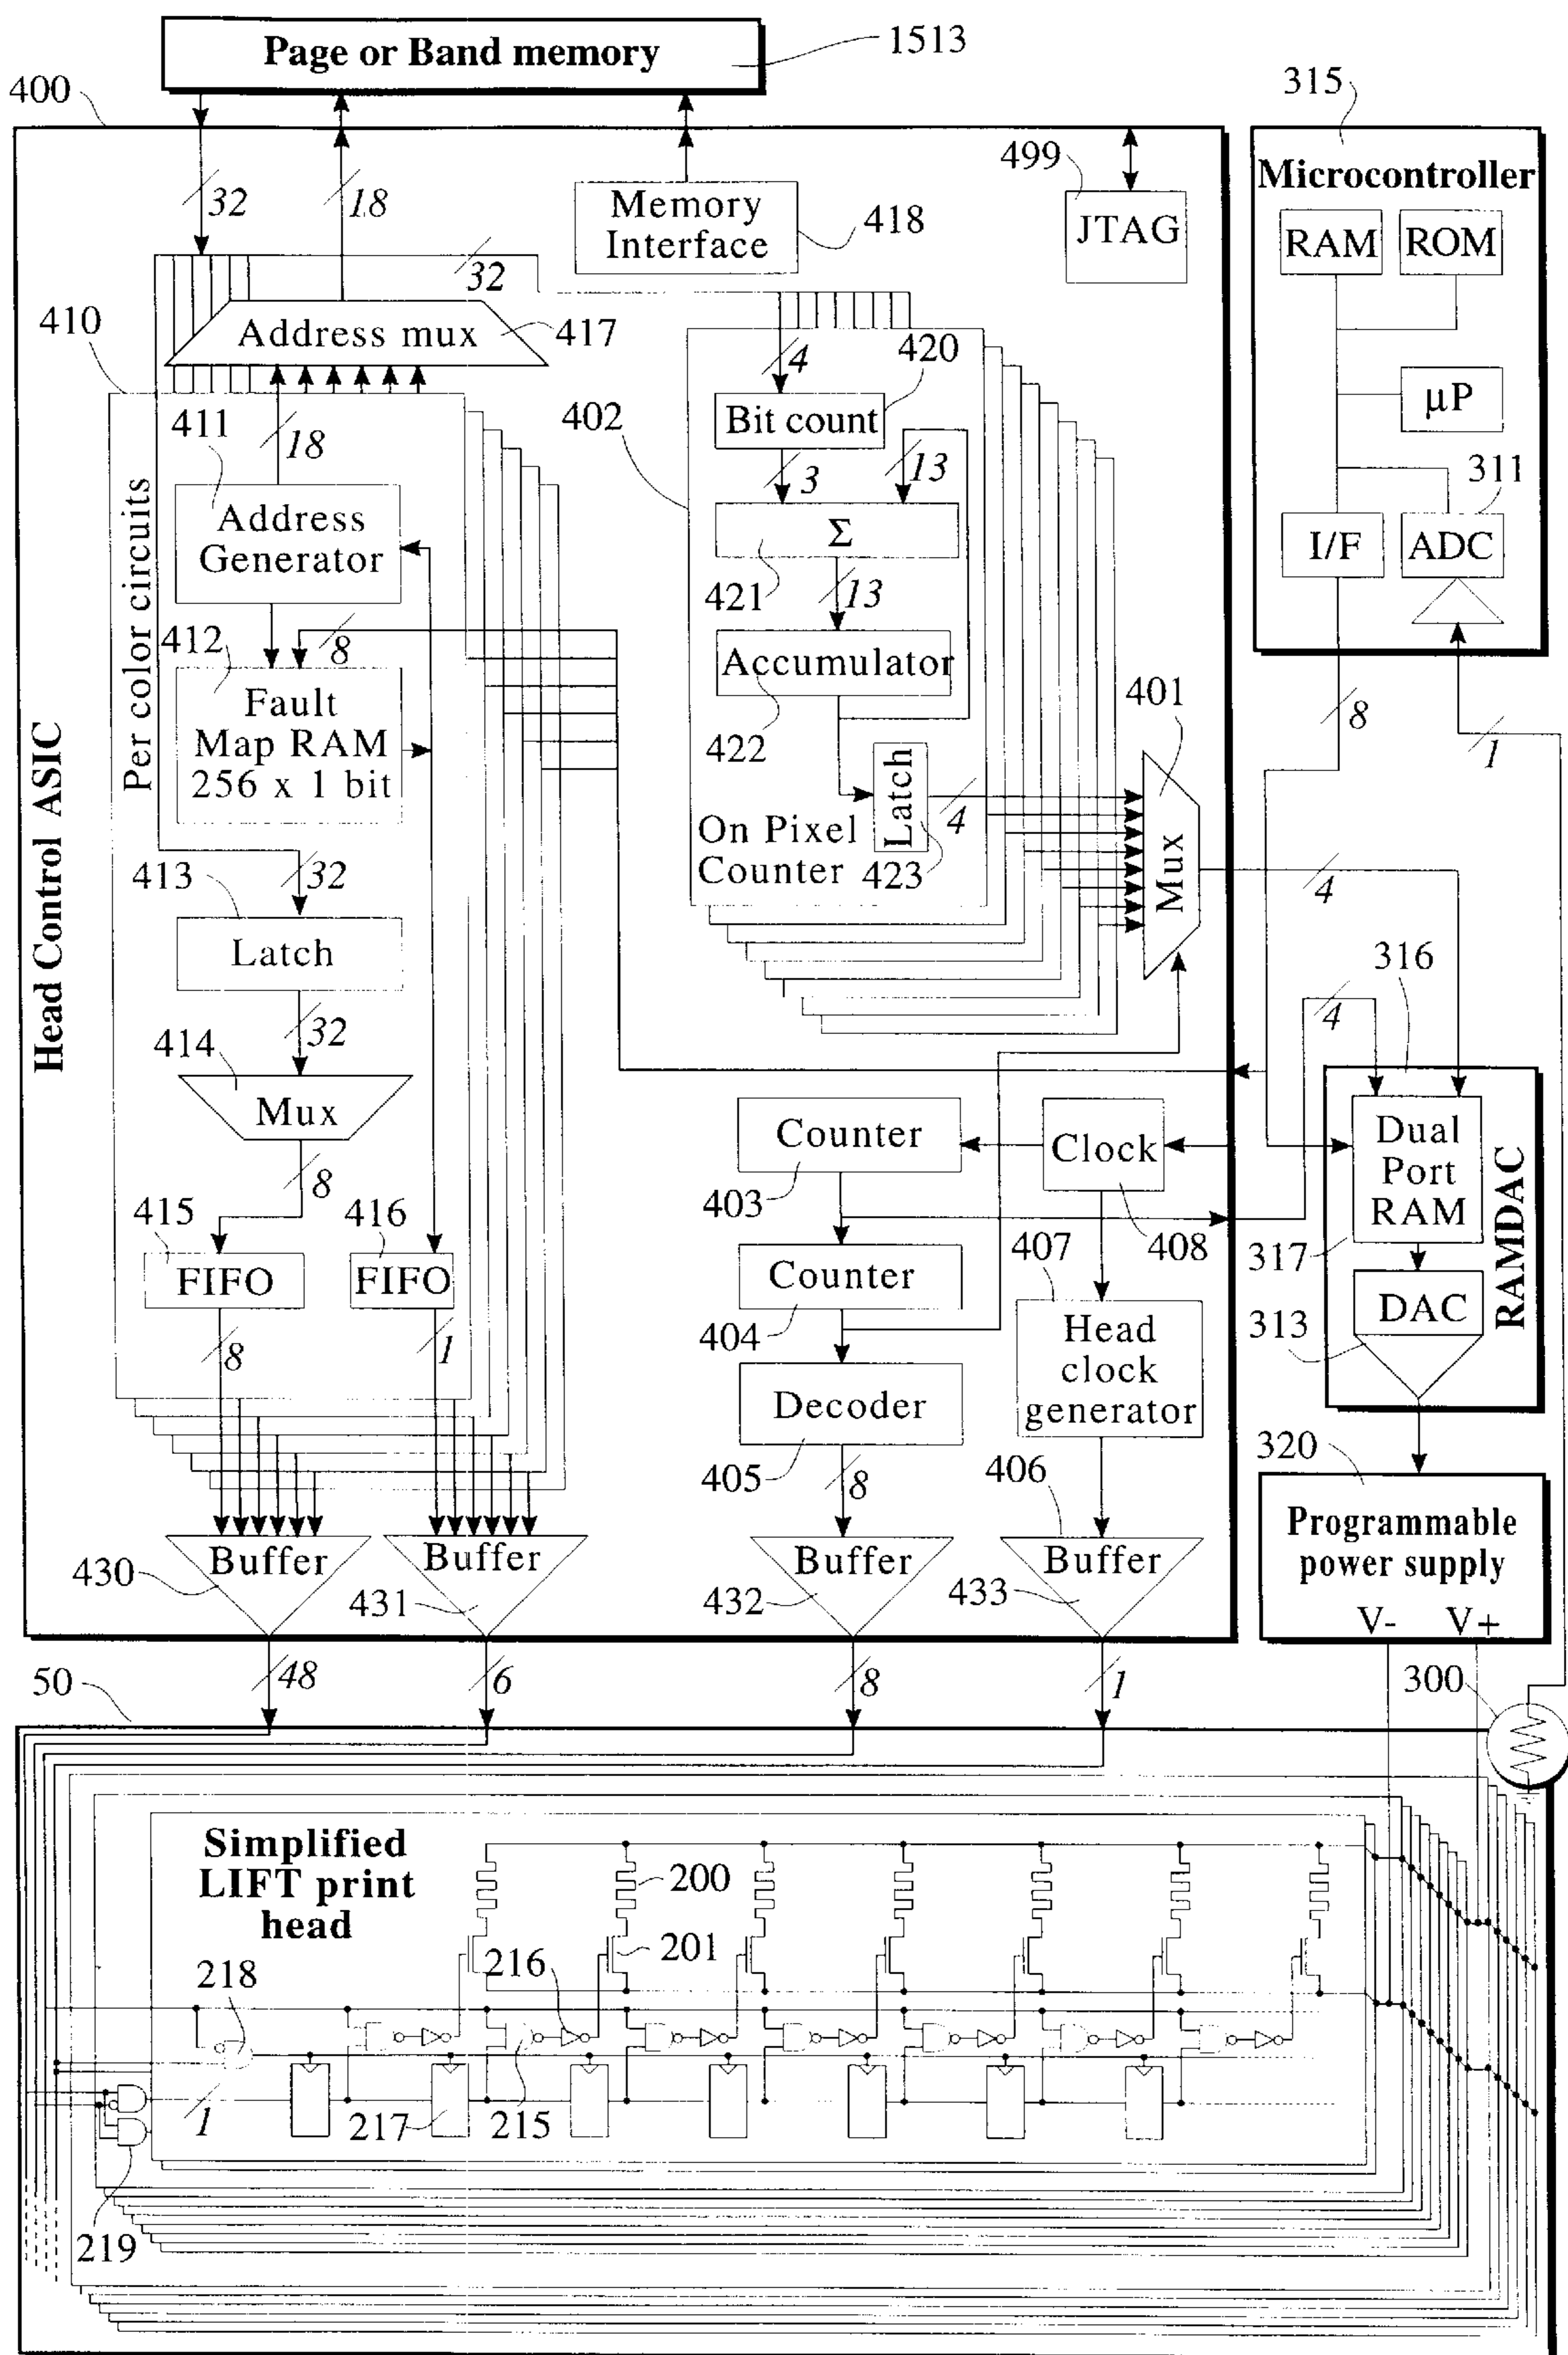 Page or Band memory
1513
400
315
499
Microcontroller
32
18
Memory
Interface
418
JTAG
RAM
ROM
32
410
Address mux
417
4
420
µP
411
18
402
Bit count
3
13
311
Address
Generator
Σ
I/F
ADC
421
13
Per color circuits
412
8
Accumulator
401
Fault
Map RAM
256 x 1 bit
422
8
1
Head Control ASIC
Latch
4
Mux
On Pixel
Counter
423
413
32
4
Latch
316
4
32
414
Mux
Counter
Clock
Dual
Port
RAM
RAMDAC
8
403
415
416
407
408
317
FIFO
FIFO
Counter
DAC
404
Head
clock
generator
313
8
1
Decoder
320
405
8
406
Programmable
power supply
Buffer
Buffer
Buffer
Buffer
430
431
432
433
V-
V+
50
48
6
8
1
300
Simplified
LIFT print
head
200
201
216
218
1
217
215
219